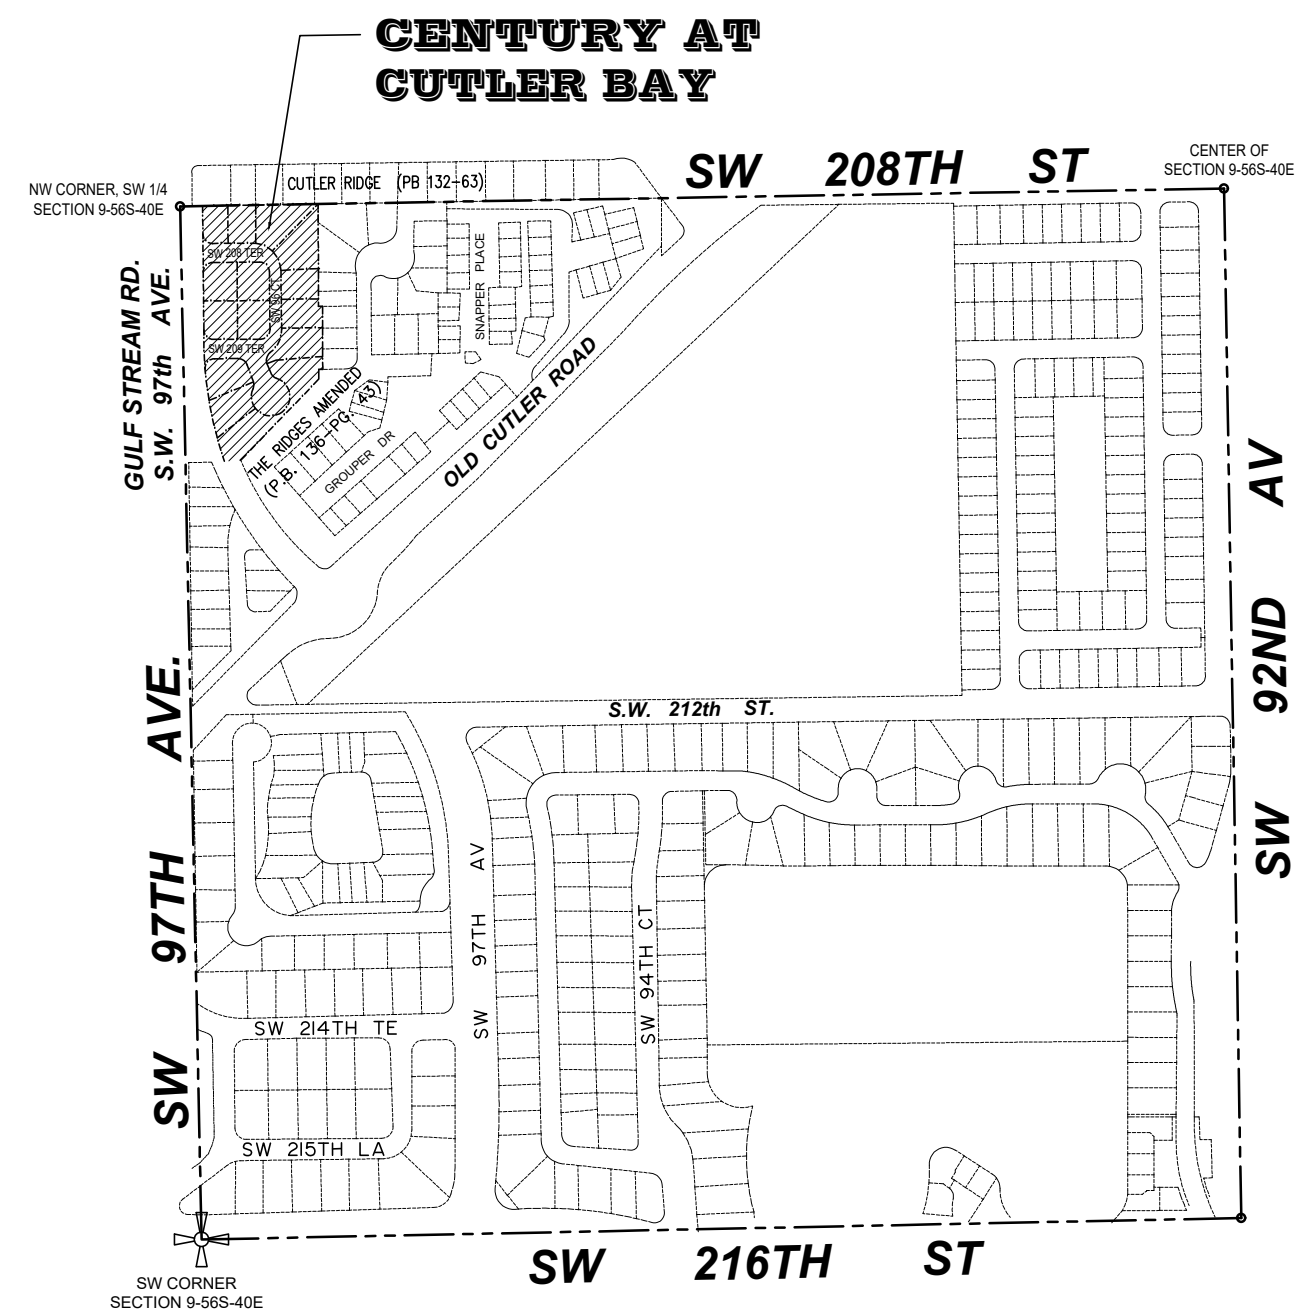 CENTURY AT
CUTLER BAY
SW 208TH ST
CENTER OF
SECTION 9-56S-40E
NW CORNER, SW 1/4
SECTION 9-56S-40E
CUTLER RIDGE (PB 132-63)
SW 208 TER
SW 96 CT
SW 209 TER
SNAPPER PLACE
GULF STREAM RD.
S.W. 97th AVE.
THE RIDGES AMENDED
(P.B. 136-PG. 43)
GROUPER DR
OLD CUTLER ROAD
SW 92ND AV
S.W. 212th ST.
SW 97TH AVE.
SW 97TH AV
SW 94TH CT
SW 214TH TE
SW 215TH LA
SW 216TH ST
SW CORNER
SECTION 9-56S-40E